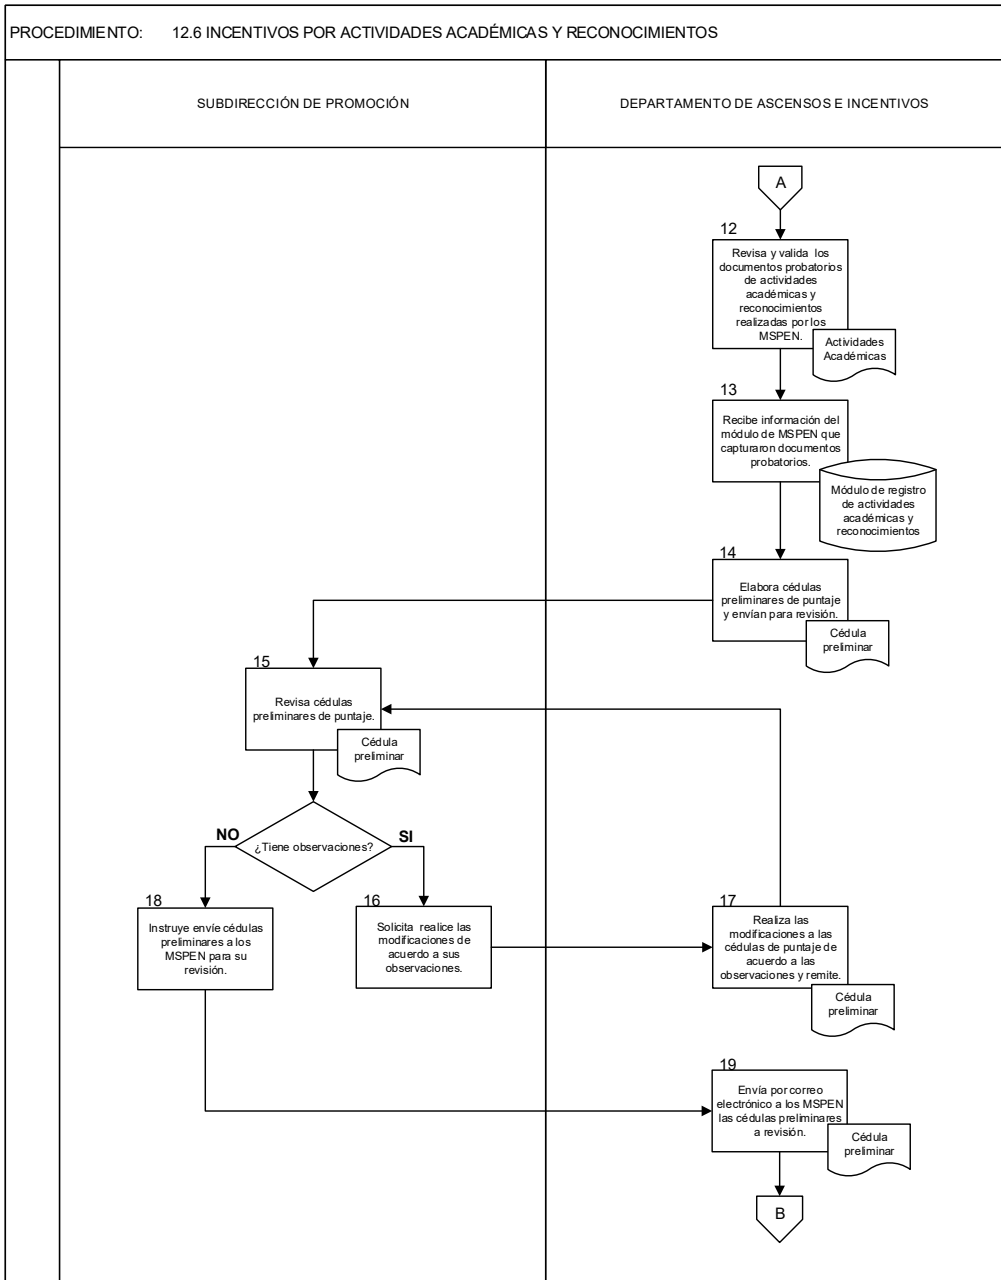 PROCEDIMIENTO: 12.6 INCENTIVOS POR ACTIVIDADES ACADÉMICAS Y RECONOCIMIENTOS
SUBDIRECCIÓN DE PROMOCIÓN
DEPARTAMENTO DE ASCENSOS E INCENTIVOS
A
12
Revisa y valida los
documentos probatorios
de actividades
académicas y
reconocimientos
realizadas por los
MSPEN.
Actividades
Académicas
13
Recibe información del
módulo de MSPEN que
capturaron documentos
probatorios.
Módulo de registro
de actividades
académicas y
reconocimientos
14
Elabora cédulas
preliminares de puntaje
y envían para revisión.
Cédula
preliminar
15
Revisa cédulas
preliminares de puntaje.
Cédula
preliminar
¿Tiene observaciones?
NO
SI
18
Instruye envíe cédulas
preliminares a los
MSPEN para su
revisión.
16
Solicita realice las
modificaciones de
acuerdo a sus
observaciones.
17
Realiza las
modificaciones a las
cédulas de puntaje de
acuerdo a las
observaciones y remite.
Cédula
preliminar
19
Envía por correo
electrónico a los MSPEN
las cédulas preliminares
a revisión.
Cédula
preliminar
B